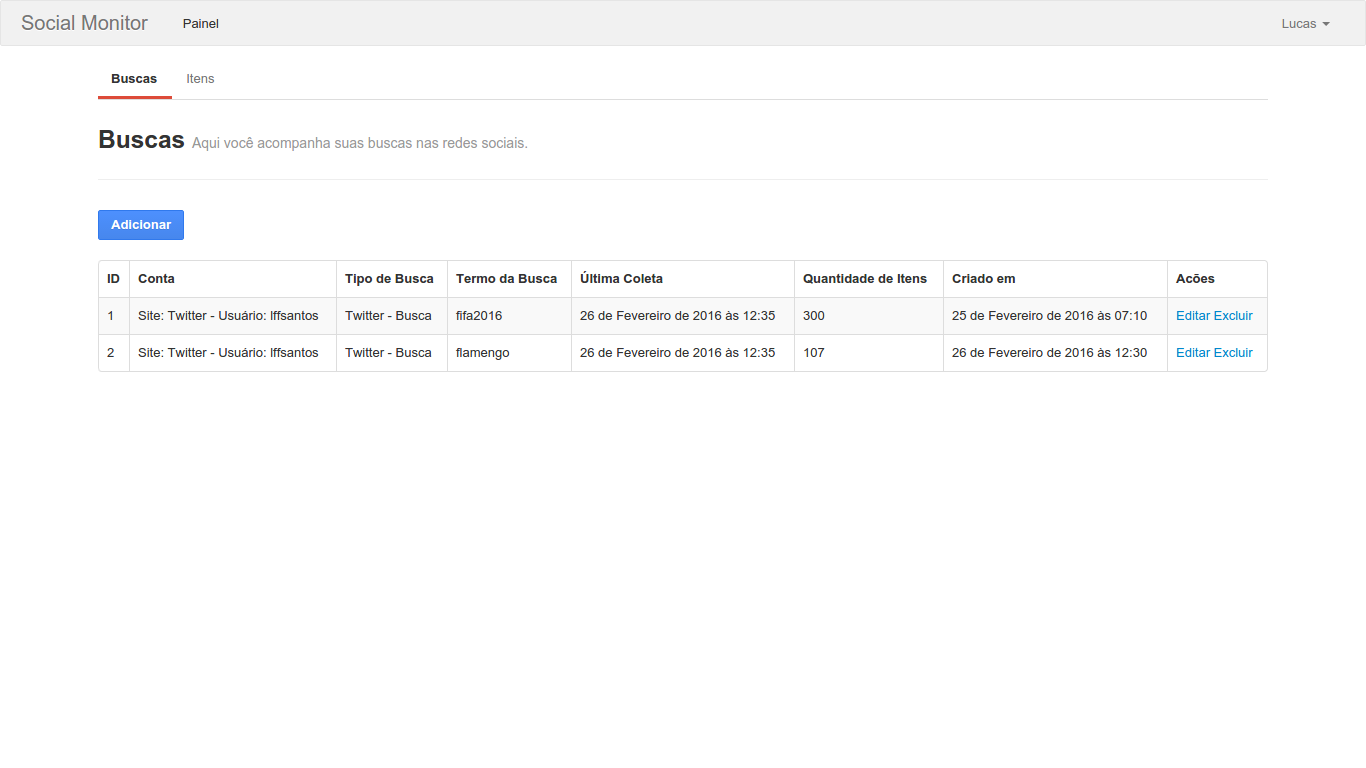 Social Monitor Painel Lucas
Buscas Itens
Buscas Aqui você acompanha suas buscas nas redes sociais.
Adicionar
ID Conta Tipo de Busca Termo da Busca Última Coleta Quantidade de Itens Criado em Acões
1 Site: Twitter - Usuário: lffsantos Twitter - Busca fifa2016 26 de Fevereiro de 2016 às 12:35 300 25 de Fevereiro de 2016 às 07:10 Editar Excluir
2 Site: Twitter - Usuário: lffsantos Twitter - Busca flamengo 26 de Fevereiro de 2016 às 12:35 107 26 de Fevereiro de 2016 às 12:30 Editar Excluir